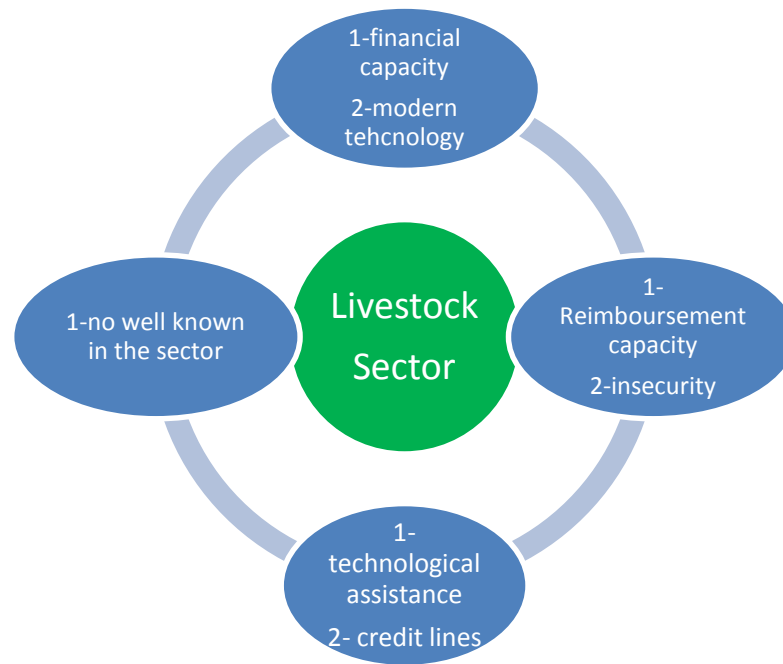 1-financial
capacity
2-modern
tehcnology
1-no well known
in the sector
Livestock
Sector
1-
Reimboursement
capacity
2-insecurity
1-
technological
assistance
2- credit lines